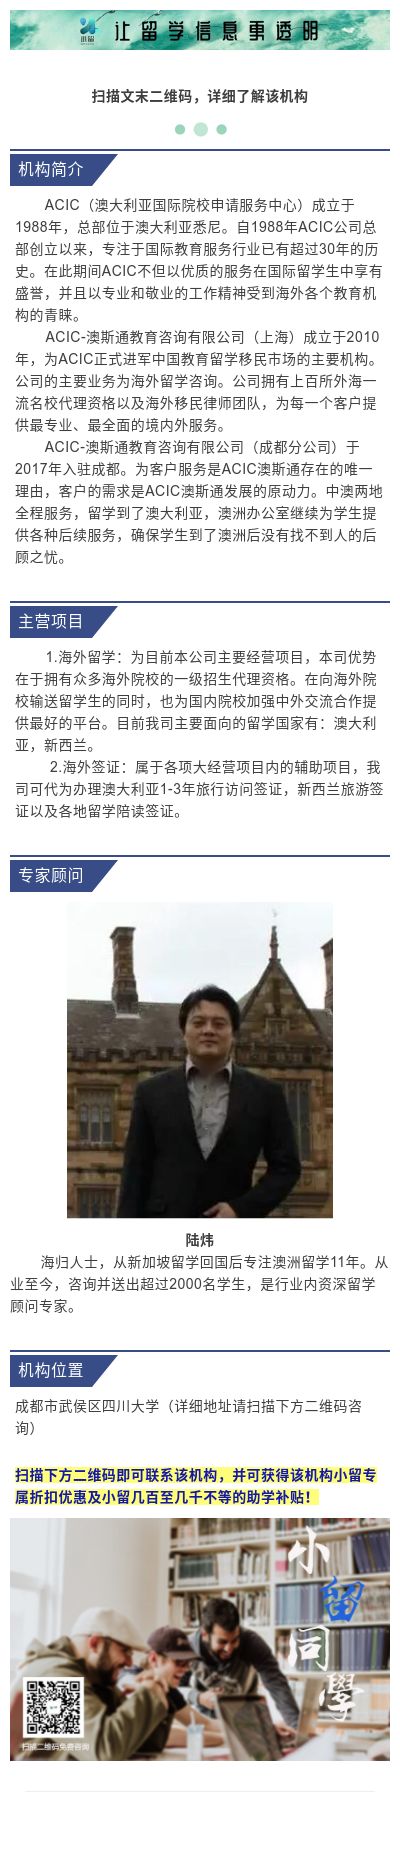 小留
让留学信息更透明
扫描文末二维码，详细了解该机构
机构简介
ACIC（澳大利亚国际院校申请服务中心）成立于
1988年，总部位于澳大利亚悉尼。自1988年ACIC公司总
部创立以来，专注于国际教育服务行业已有超过30年的历
史。在此期间ACIC不但以优质的服务在国际留学生中享有
盛誉，并且以专业和敬业的工作精神受到海外各个教育机
构的青睐。
ACIC-澳斯通教育咨询有限公司（上海）成立于2010
年，为ACIC正式进军中国教育留学移民市场的主要机构。
公司的主要业务为海外留学咨询。公司拥有上百所外海一
流名校代理资格以及海外移民律师团队，为每一个客户提
供最专业、最全面的境内外服务。
ACIC-澳斯通教育咨询有限公司（成都分公司）于
2017年入驻成都。为客户服务是ACIC澳斯通存在的唯一
理由，客户的需求是ACIC澳斯通发展的原动力。中澳两地
全程服务，留学到了澳大利亚，澳洲办公室继续为学生提
供各种后续服务，确保学生到了澳洲后没有找不到人的后
顾之忧。
主营项目
1.海外留学：为目前本公司主要经营项目，本司优势
在于拥有众多海外院校的一级招生代理资格。在向海外院
校输送留学生的同时，也为国内院校加强中外交流合作提
供最好的平台。目前我司主要面向的留学国家有：澳大利
亚，新西兰。
2.海外签证：属于各项大经营项目内的辅助项目，我
司可代为办理澳大利亚1-3年旅行访问签证，新西兰旅游签
证以及各地留学陪读签证。
专家顾问
陆炜
海归人士，从新加坡留学回国后专注澳洲留学11年。从
业至今，咨询并送出超过2000名学生，是行业内资深留学
顾问专家。
机构位置
成都市武侯区四川大学（详细地址请扫描下方二维码咨
询）
扫描下方二维码即可联系该机构，并可获得该机构小留专
属折扣优惠及小留几百至几千不等的助学补贴！
小留同學
扫描二维码免费咨询